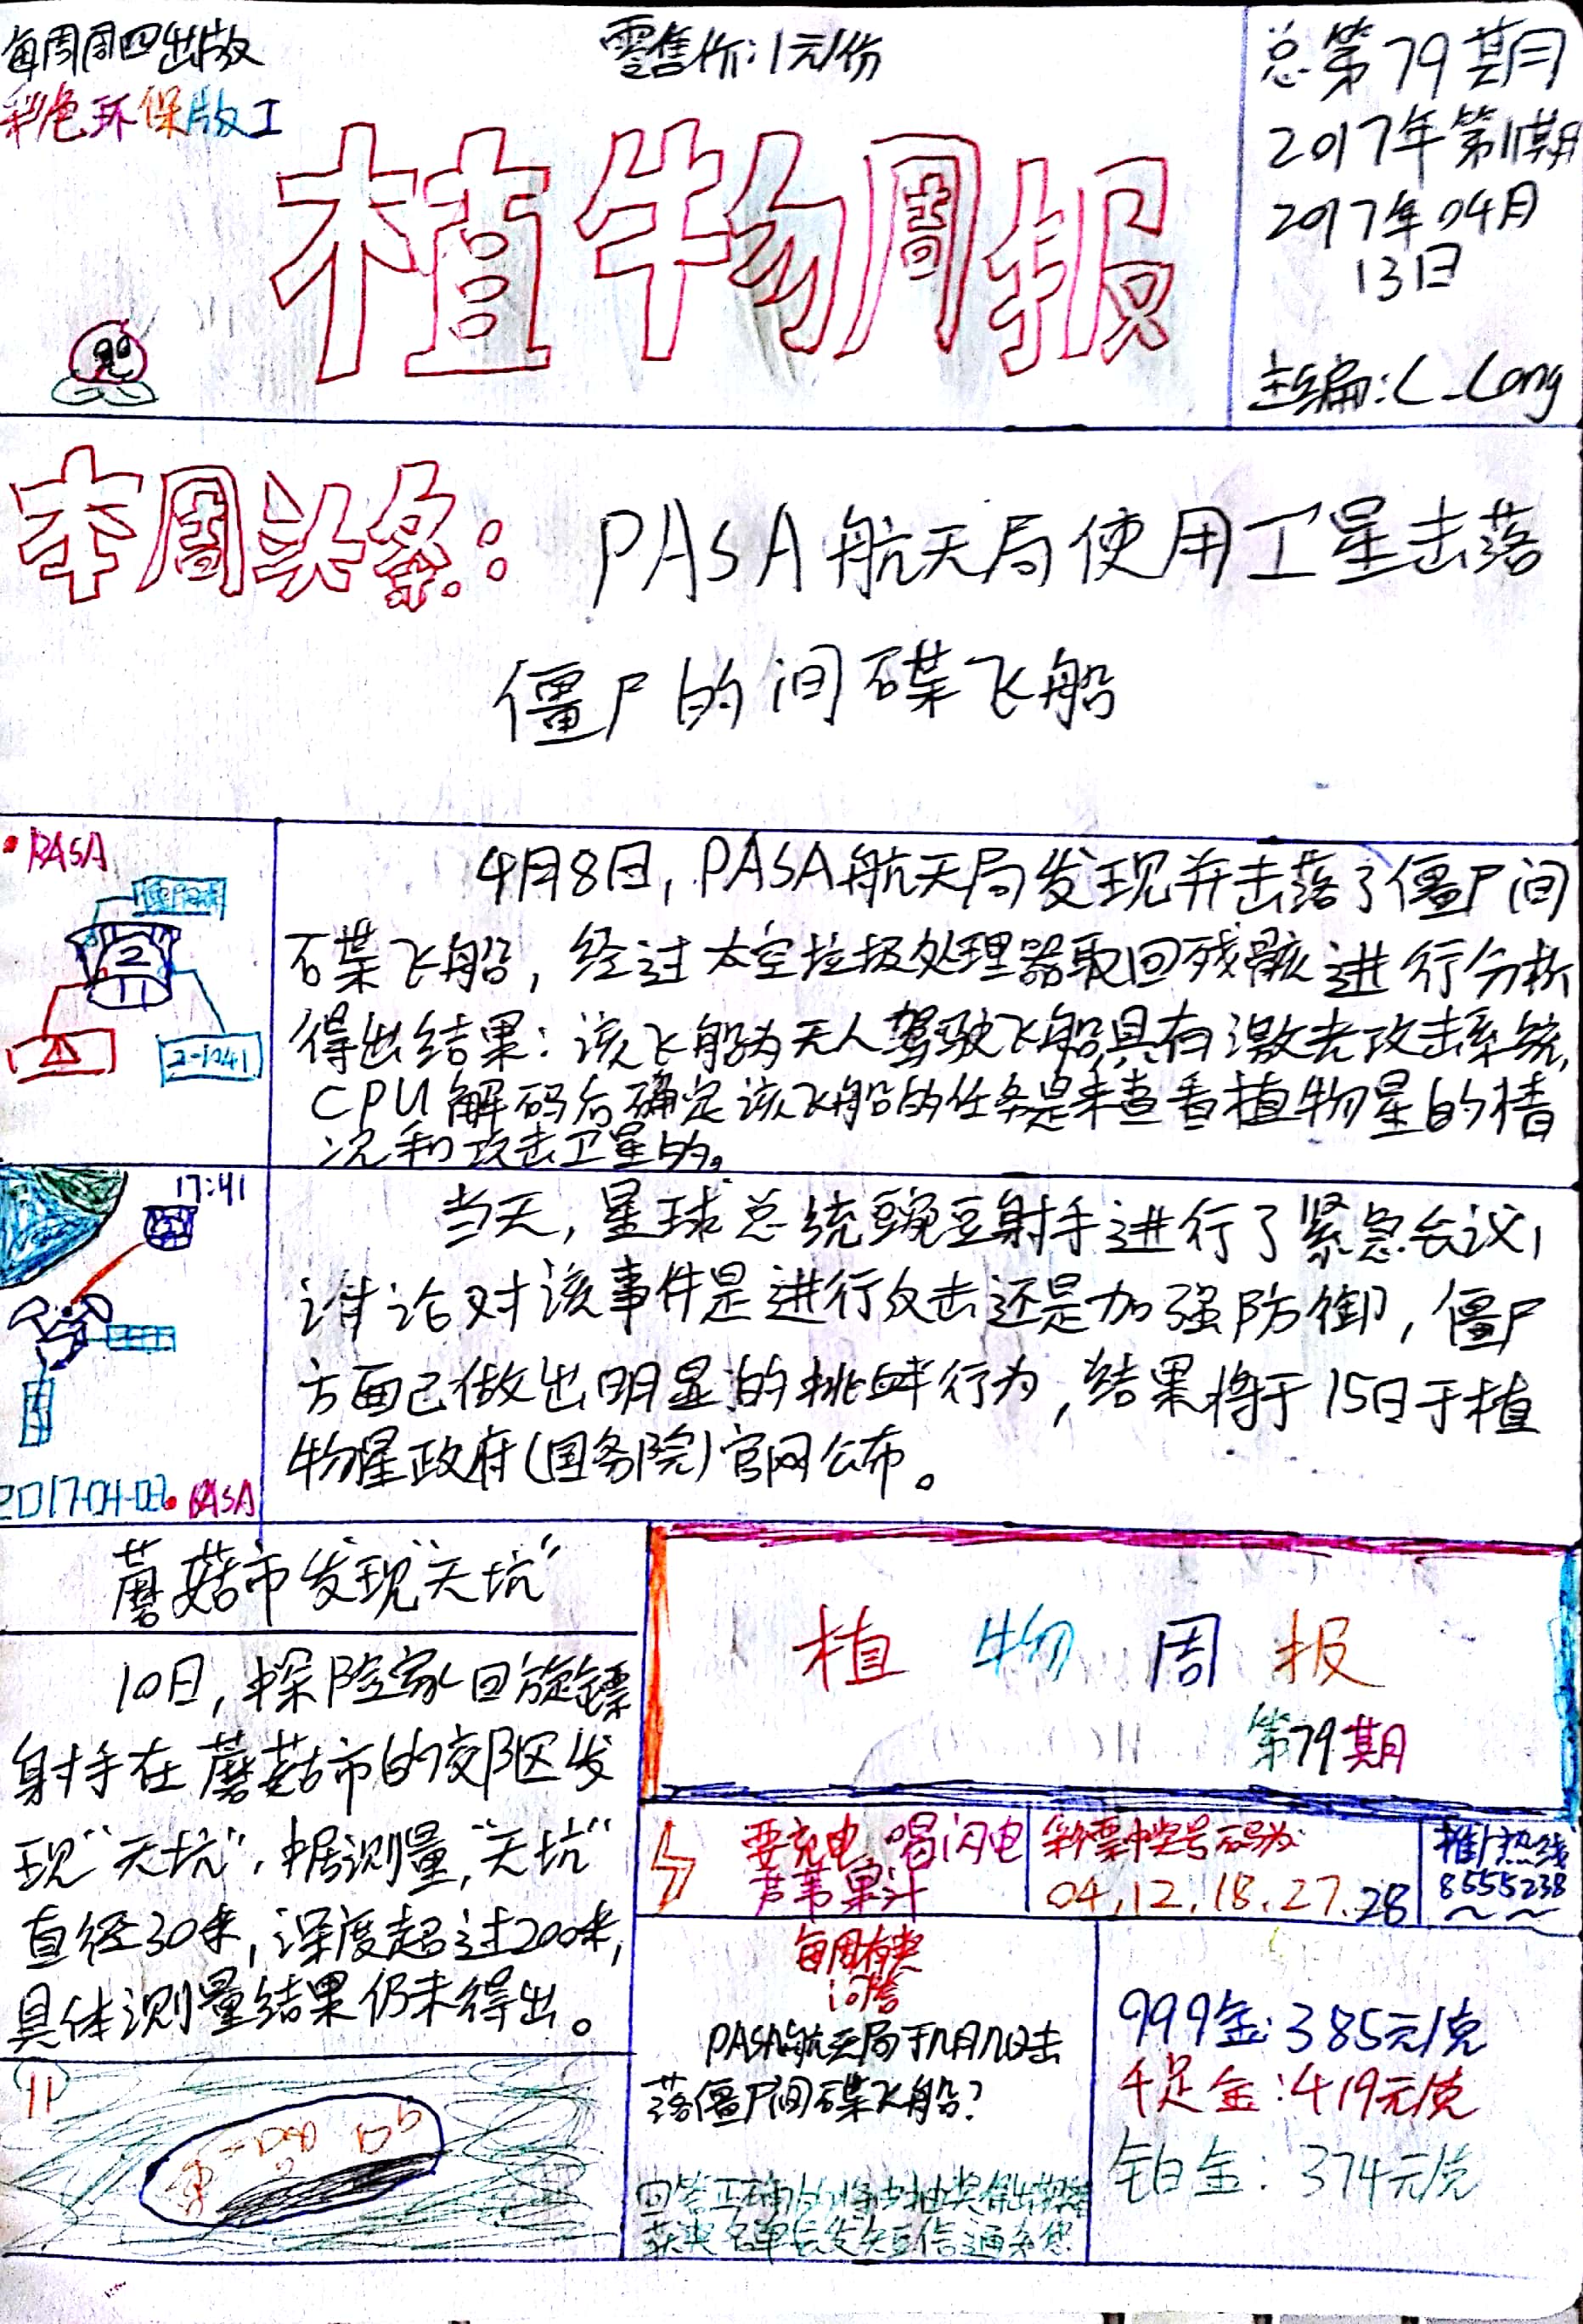 每周周四出版
零售价:1元/份
彩色环保版I
总第79期
2017年第11期
2017年04月
13日
植物周报
主编:L_Long
本周头条:
PASA航天局使用卫星击落
僵尸的间碟飞船
PASA
2
2-1041
4月8日,PASA航天局发现并击落了僵尸间
碟飞船,经过太空垃圾处理器取回残骸进行分析
得出结果:该飞船为无人驾驶飞船具有激光攻击系统,
CPU解码后确定该飞船的任务是来查看植物星的情
况和攻击卫星的。
17:41
2017-04-08 PASA
当天,星球总统豌豆射手进行了紧急会议,
讨论对该事件是进行反击还是加强防御,僵尸
方面已做出明显的挑衅行为,结果将于15日于植
物星政府(国务院)官网公布。
蘑菇市发现“天坑”
10日,探险家回旋镖
射手在蘑菇市的郊区发
现“天坑”,据测量,“天坑”
直径30米,深度超过200米,
具体测量结果仍未得出。
植物周报
第79期
要充电 喝闪电
芦苇果汁
彩票中奖号码为
04.12.18.27.28
推广热线
8555238
每周有奖
问答
PASA航天局于几月几日击
落僵尸间碟飞船?
回答正确的将由抽奖
获奖名单会发短信通知您
999金:385元/克
千足金:419元/克
铂金:374元/克